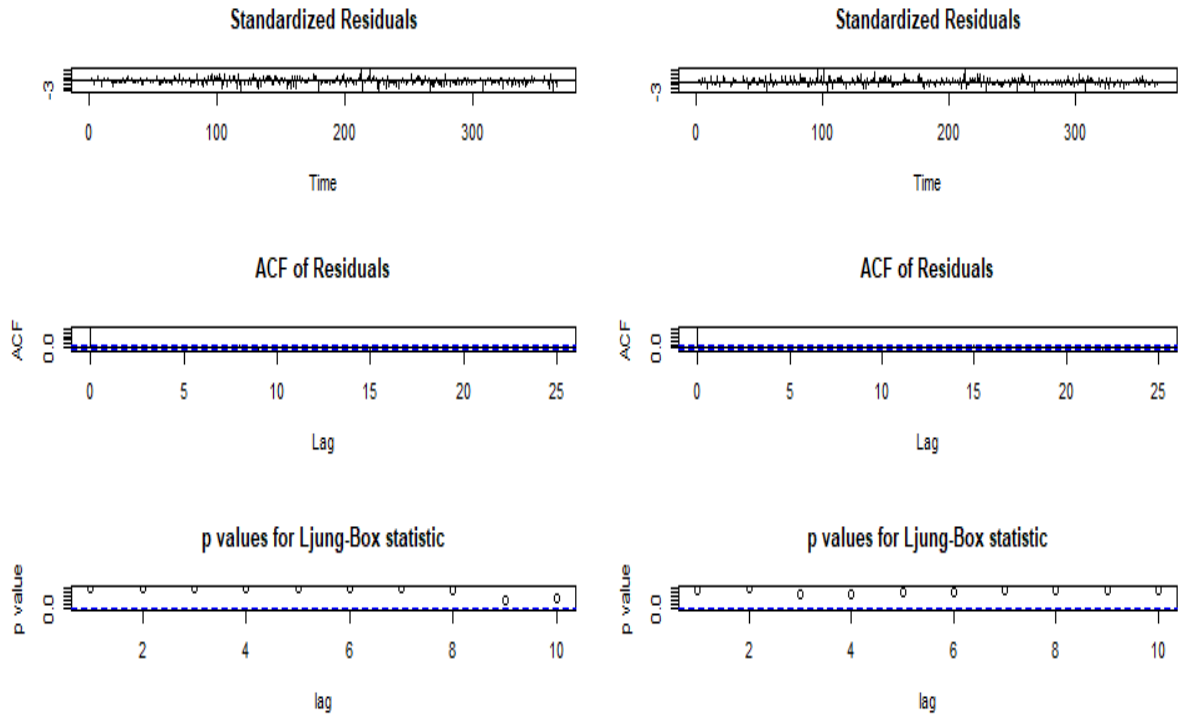 Standardized Residuals
-3
0 100 200 300
Time
ACF of Residuals
ACF
0.0
0 5 10 15 20 25
Lag
p values for Ljung-Box statistic
p value
0.0
2 4 6 8 10
lag
Standardized Residuals
-3
0 100 200 300
Time
ACF of Residuals
ACF
0.0
0 5 10 15 20 25
Lag
p values for Ljung-Box statistic
p value
0.0
2 4 6 8 10
lag